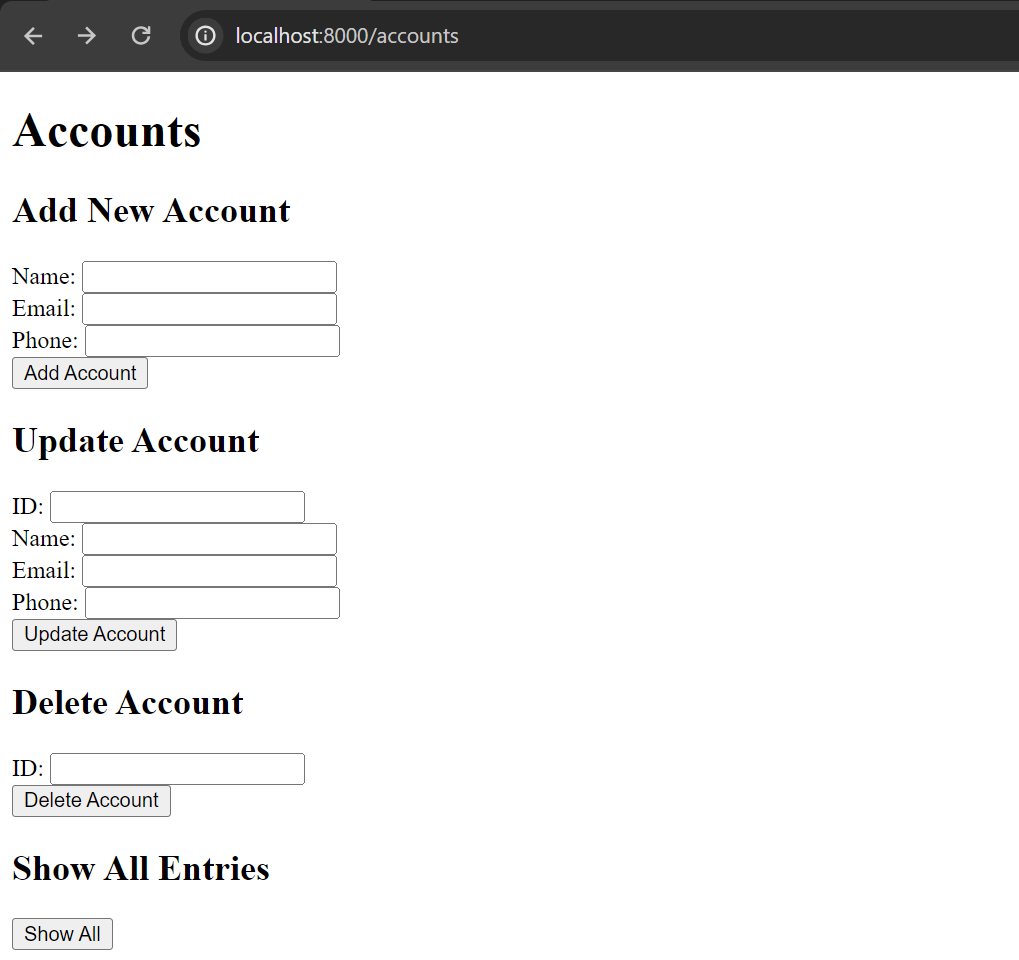 localhost:8000/accounts
Accounts
Add New Account
Name:
Email:
Phone:
Add Account
Update Account
ID:
Name:
Email:
Phone:
Update Account
Delete Account
ID:
Delete Account
Show All Entries
Show All